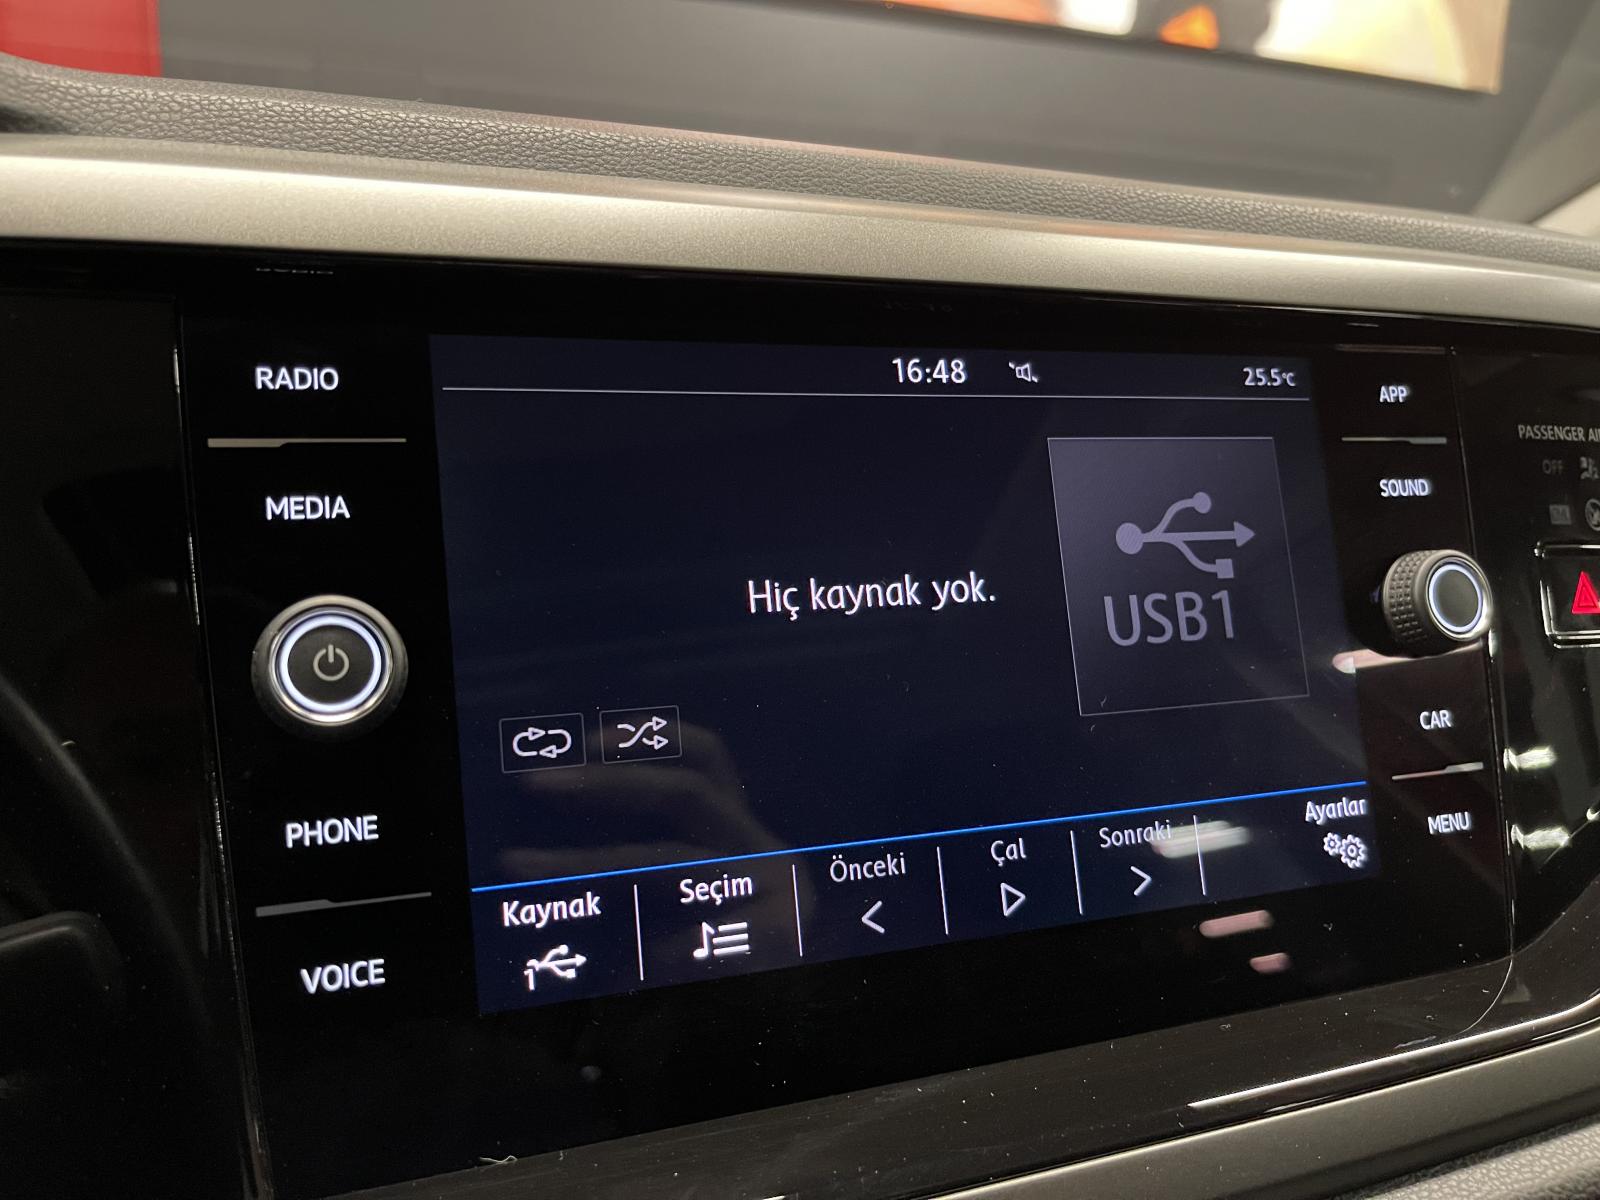 RADIO
MEDIA
PHONE
VOICE
16:48
25.5°C
Hiç kaynak yok.
USB1
Kaynak
1
Seçim
Önceki
Çal
Sonraki
Ayarlar
APP
SOUND
CAR
MENU
PASSENGER
OFF